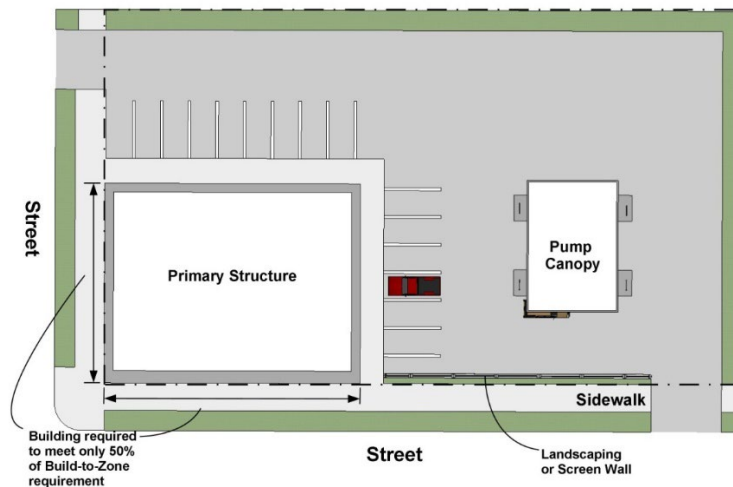 Street
Primary Structure
Pump
Canopy
Sidewalk
Building required
to meet only 50%
of Build-to-Zone
requirement
Street
Landscaping
or Screen Wall